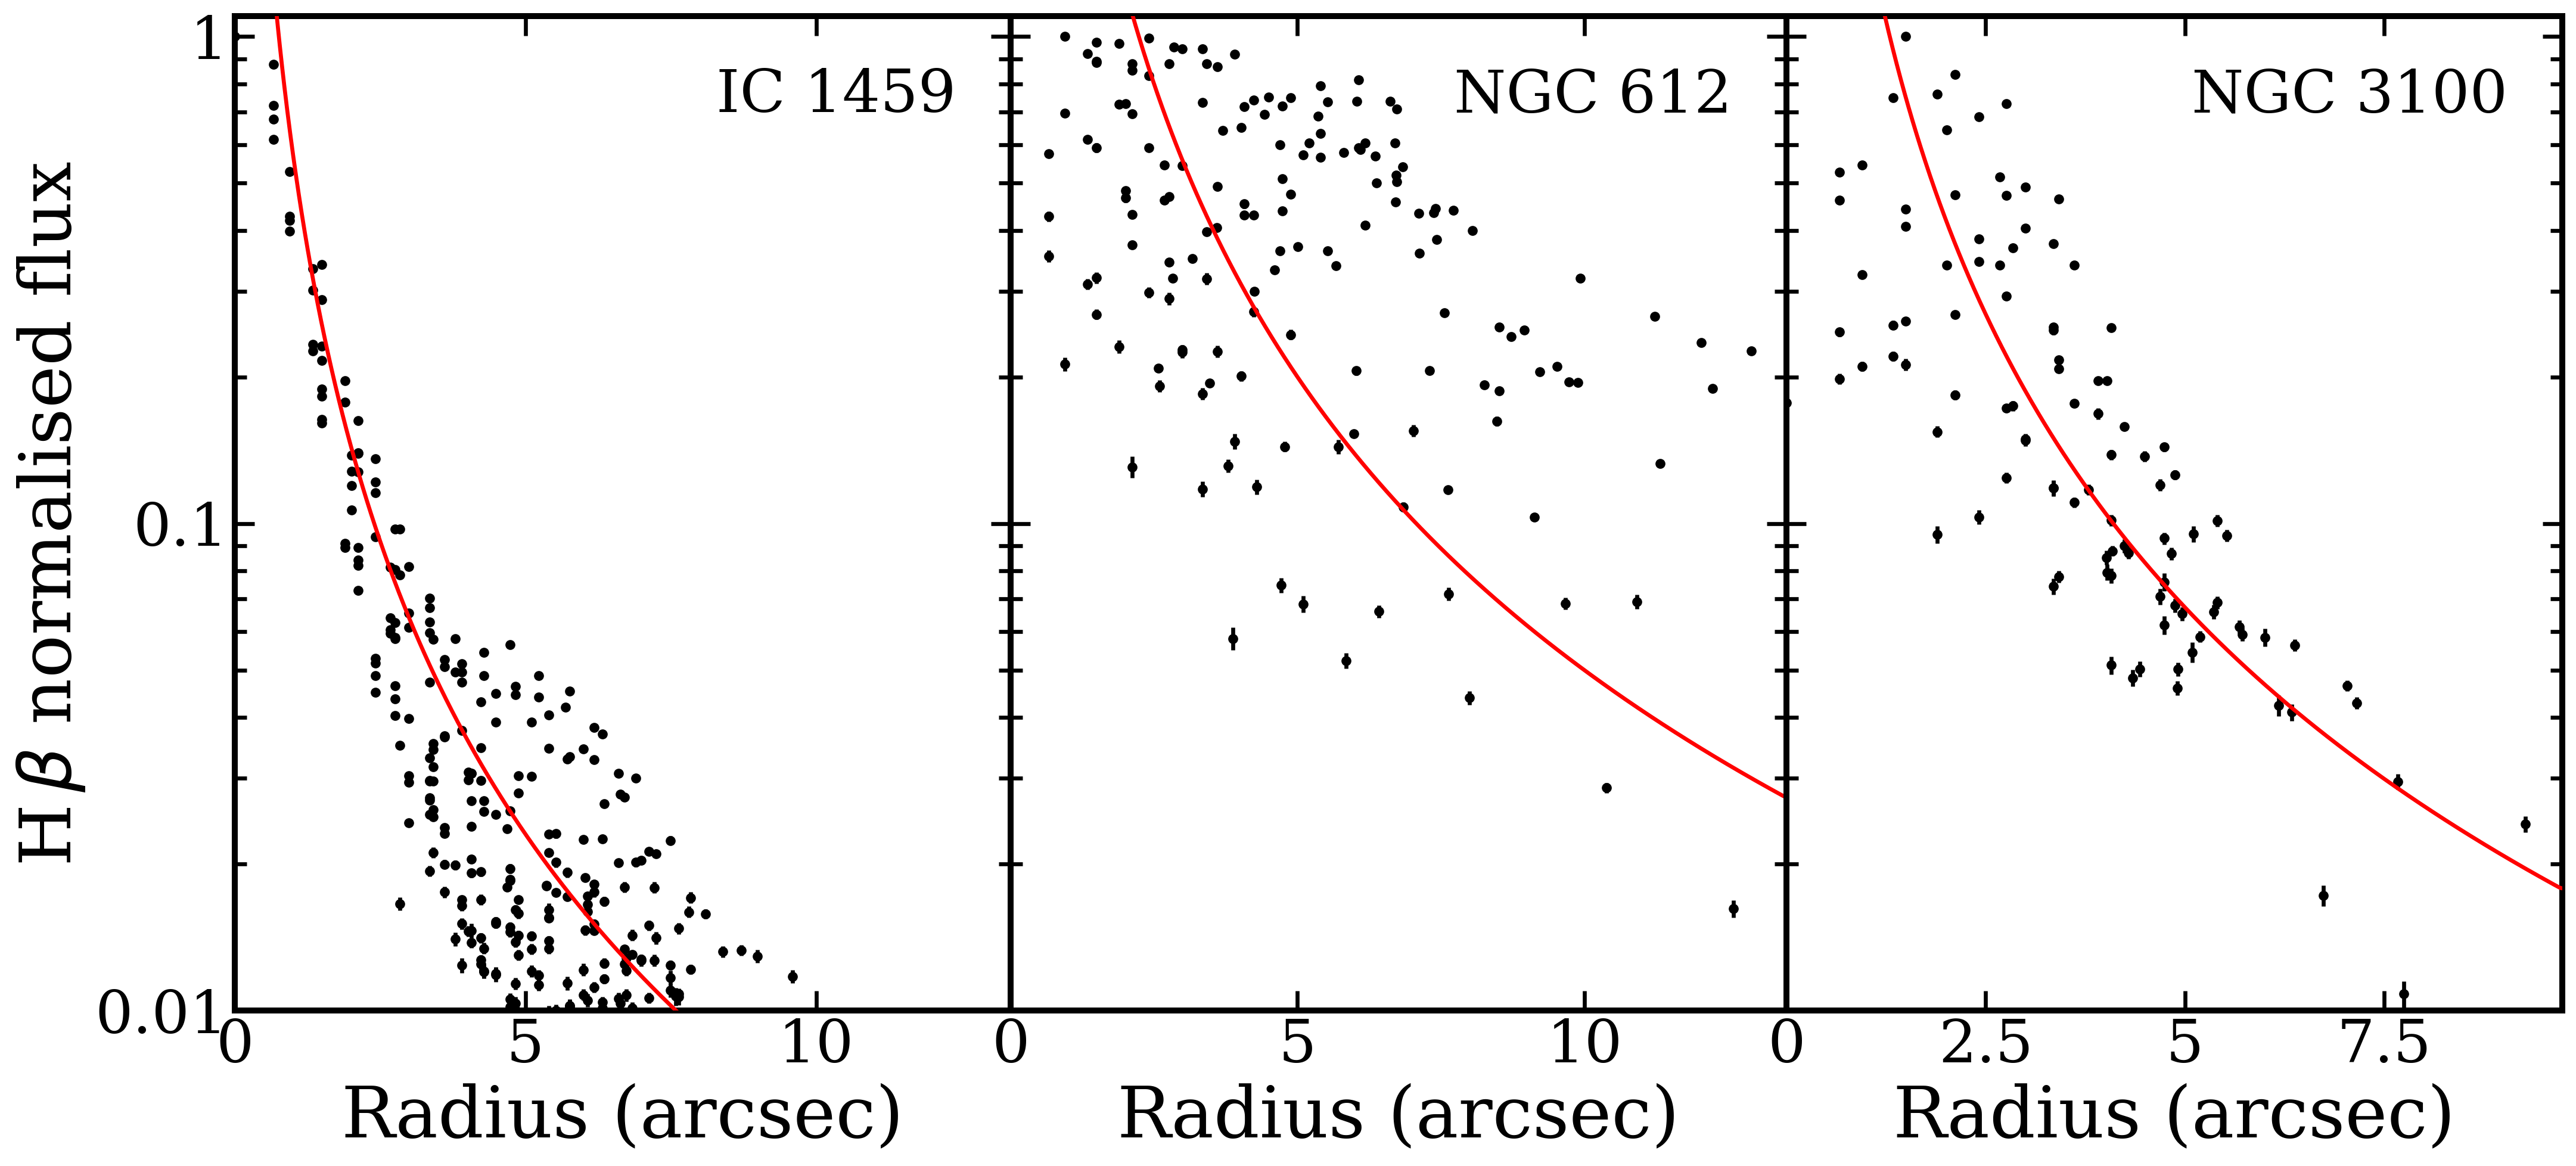 H β normalised flux
1
0.1
0.01
IC 1459
NGC 612
NGC 3100
0 5 10 0 5 10 0 2.5 5 7.5
Radius (arcsec) Radius (arcsec) Radius (arcsec)